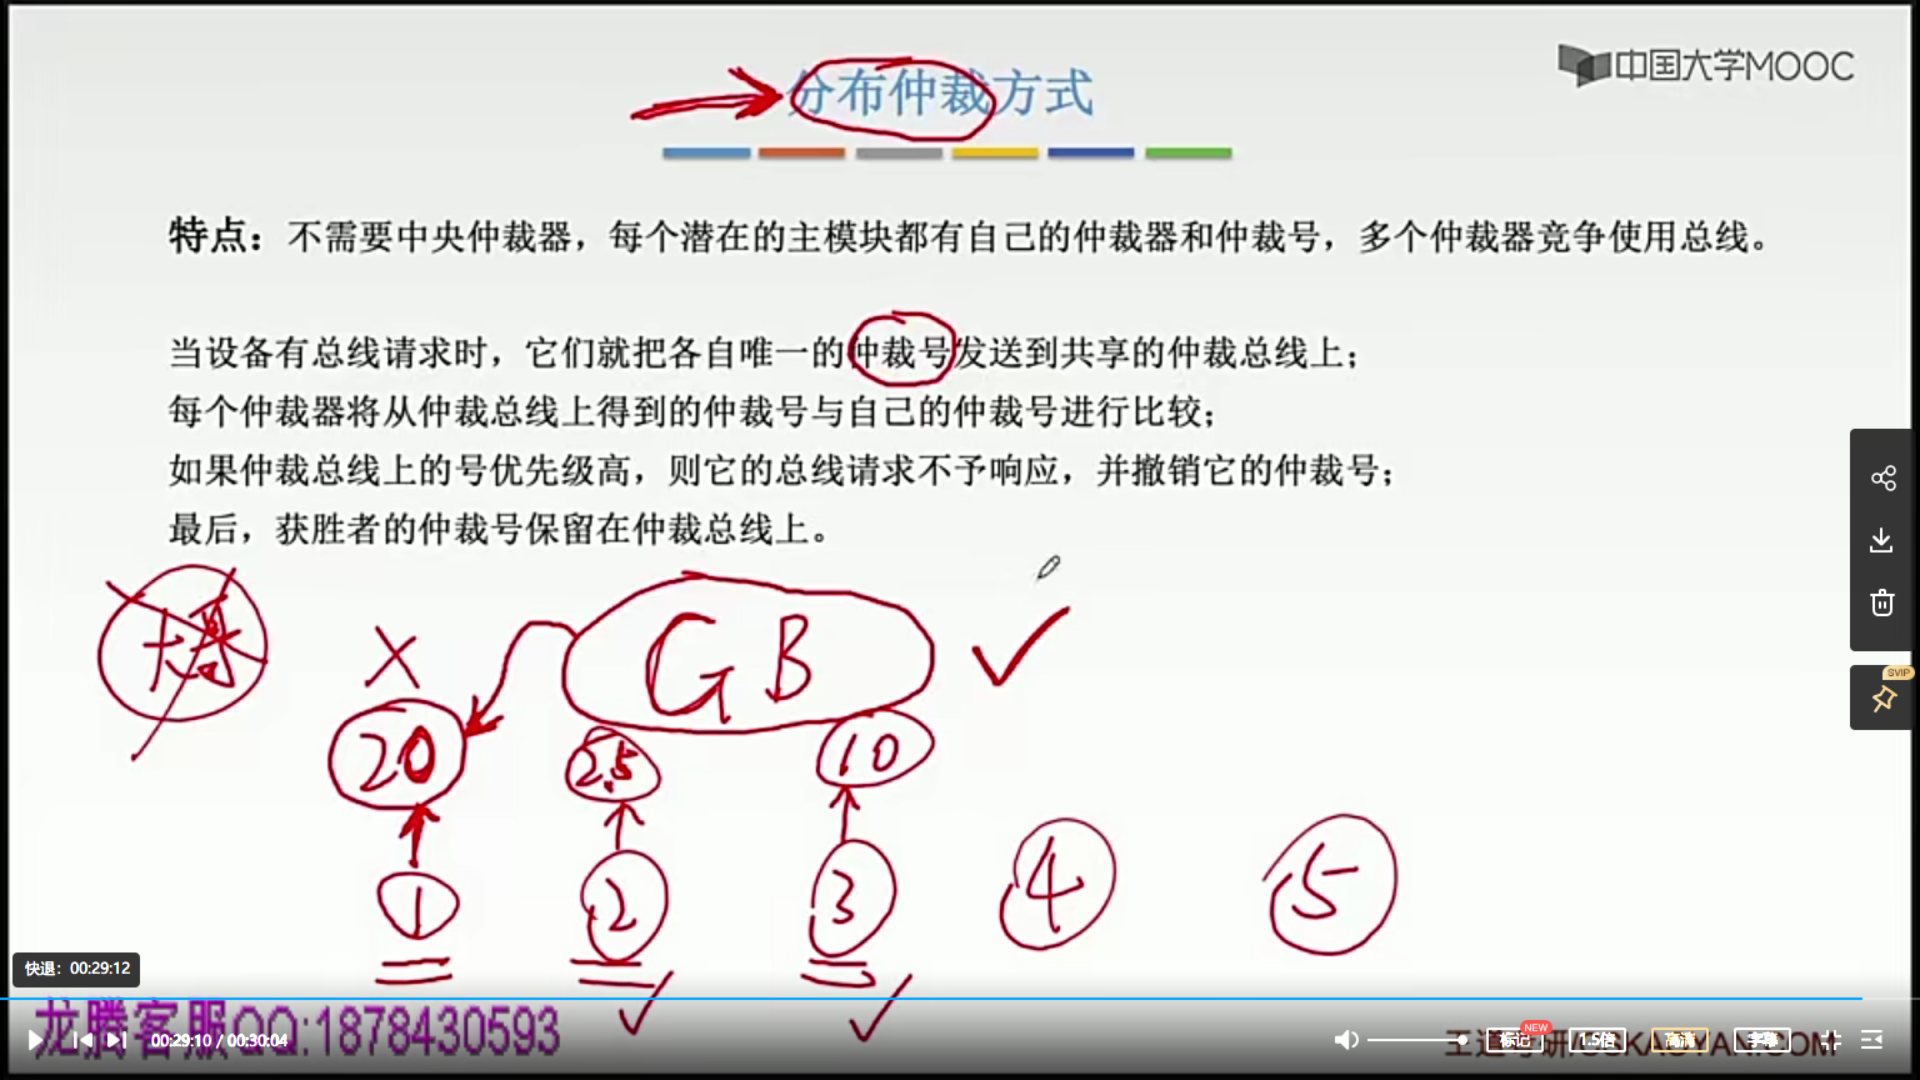 中国大学MOOC
分布仲裁方式
特点：不需要中央仲裁器，每个潜在的主模块都有自己的仲裁器和仲裁号，多个仲裁器竞争使用总线。
当设备有总线请求时，它们就把各自唯一的仲裁号发送到共享的仲裁总线上；
每个仲裁器将从仲裁总线上得到的仲裁号与自己的仲裁号进行比较；
如果仲裁总线上的号优先级高，则它的总线请求不予响应，并撤销它的仲裁号；
最后，获胜者的仲裁号保留在仲裁总线上。
SVIP
GB
20 2.5 10
1 2 3 4 5
快退：00:29:12
龙腾客服QQ:1878430593
00:29:10 / 00:30:04
王道考研/CSKAOYAN.COM
NEW
标记 1.5倍 高清 字幕